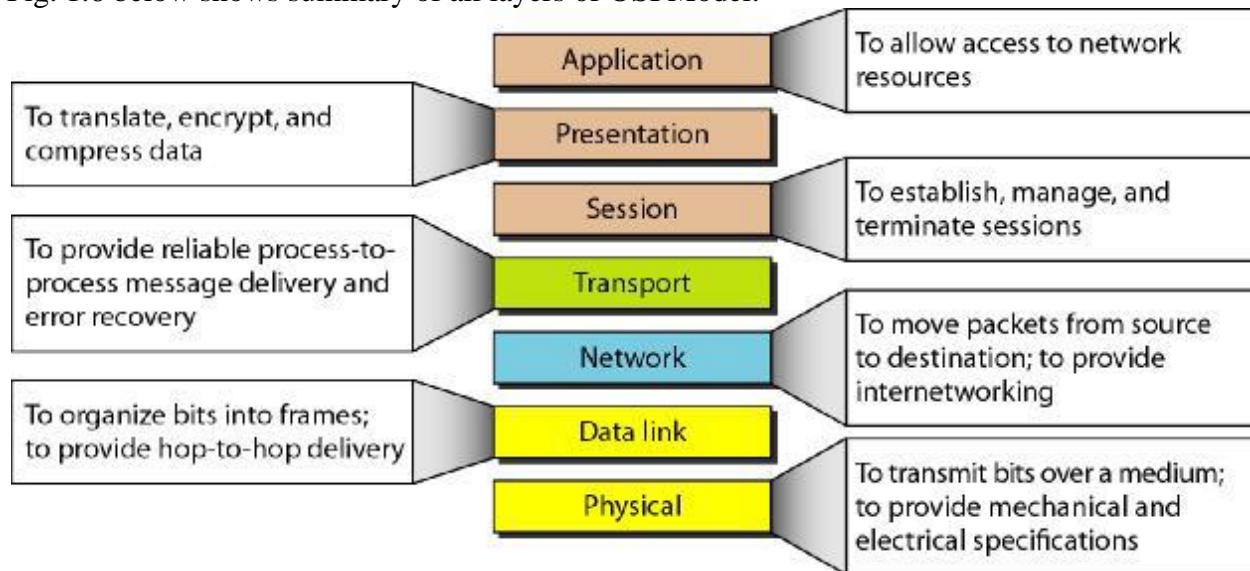 Fig. 1.6 below shows summary of all layers of OSI Model.
Application
To allow access to network
resources
To translate, encrypt, and
compress data
Presentation
Session
To establish, manage, and
terminate sessions
To provide reliable process-to-
process message delivery and
error recovery
Transport
Network
To move packets from source
to destination; to provide
internetworking
To organize bits into frames;
to provide hop-to-hop delivery
Data link
Physical
To transmit bits over a medium;
to provide mechanical and
electrical specifications